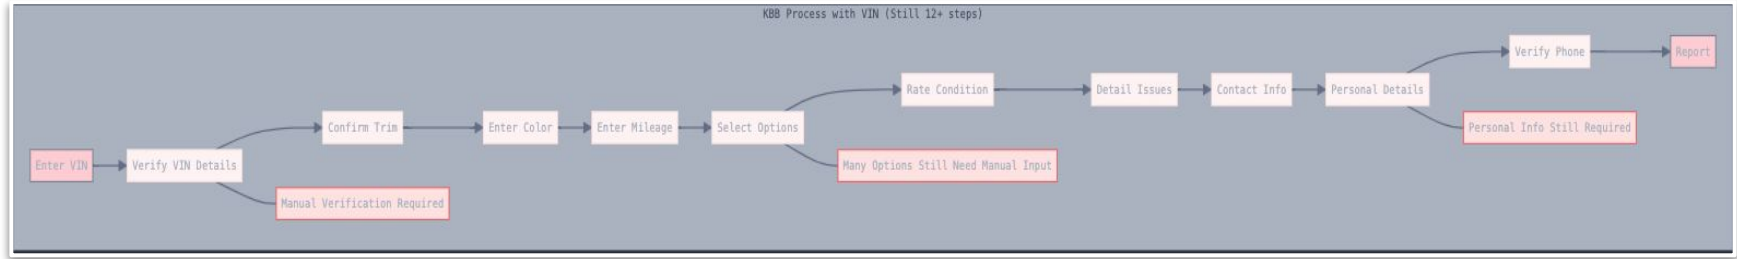 KBB Process with VIN (Still 12+ steps)
Enter VIN
Verify VIN Details
Manual Verification Required
Confirm Trim
Enter Color
Enter Mileage
Select Options
Many Options Still Need Manual Input
Rate Condition
Detail Issues
Contact Info
Personal Details
Personal Info Still Required
Verify Phone
Report